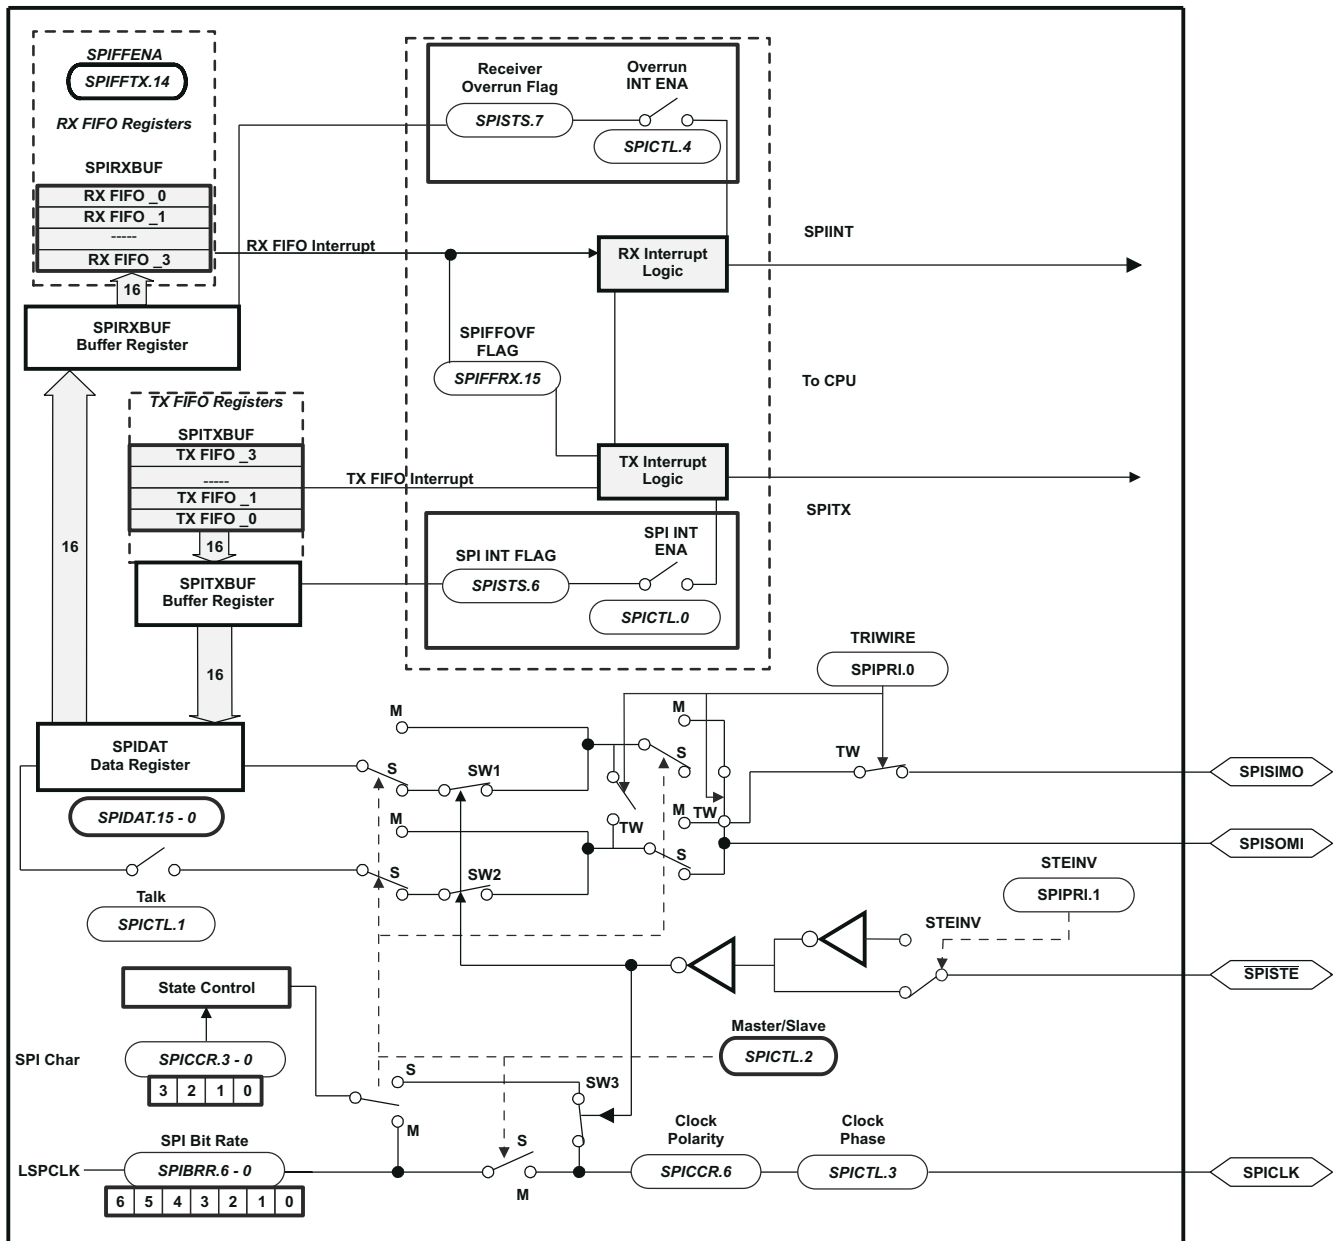 SPIFFENA
SPIFFTX.14
RX FIFO Registers
SPIRXBUF
RX FIFO _0
RX FIFO _1
-----
RX FIFO _3
16
SPIRXBUF
Buffer Register
Receiver
Overrun Flag
SPISTS.7
Overrun
INT ENA
SPICTL.4
RX FIFO Interrupt
RX Interrupt
Logic
SPIINT
SPIFFOVF
FLAG
SPIFFRX.15
To CPU
TX FIFO Registers
SPITXBUF
TX FIFO _3
-----
TX FIFO _1
TX FIFO _0
TX FIFO Interrupt
TX Interrupt
Logic
SPITX
16
16
SPITXBUF
Buffer Register
SPI INT FLAG
SPISTS.6
SPI INT
ENA
SPICTL.0
16
TRIWIRE
SPIPRI.0
SPIDAT
Data Register
SPIDAT.15 - 0
M
S
SW1
M
S
TW
M
TW
TW
SPISIMO
M
S
SW2
S
SPISOMI
Talk
SPICTL.1
STEINV
SPIPRI.1
STEINV
SPISTE
State Control
Master/Slave
SPICTL.2
SPI Char
SPICCR.3 - 0
3 2 1 0
S
M
SW3
LSPCLK
SPI Bit Rate
SPIBRR.6 - 0
6 5 4 3 2 1 0
S
M
Clock
Polarity
SPICCR.6
Clock
Phase
SPICTL.3
SPICLK